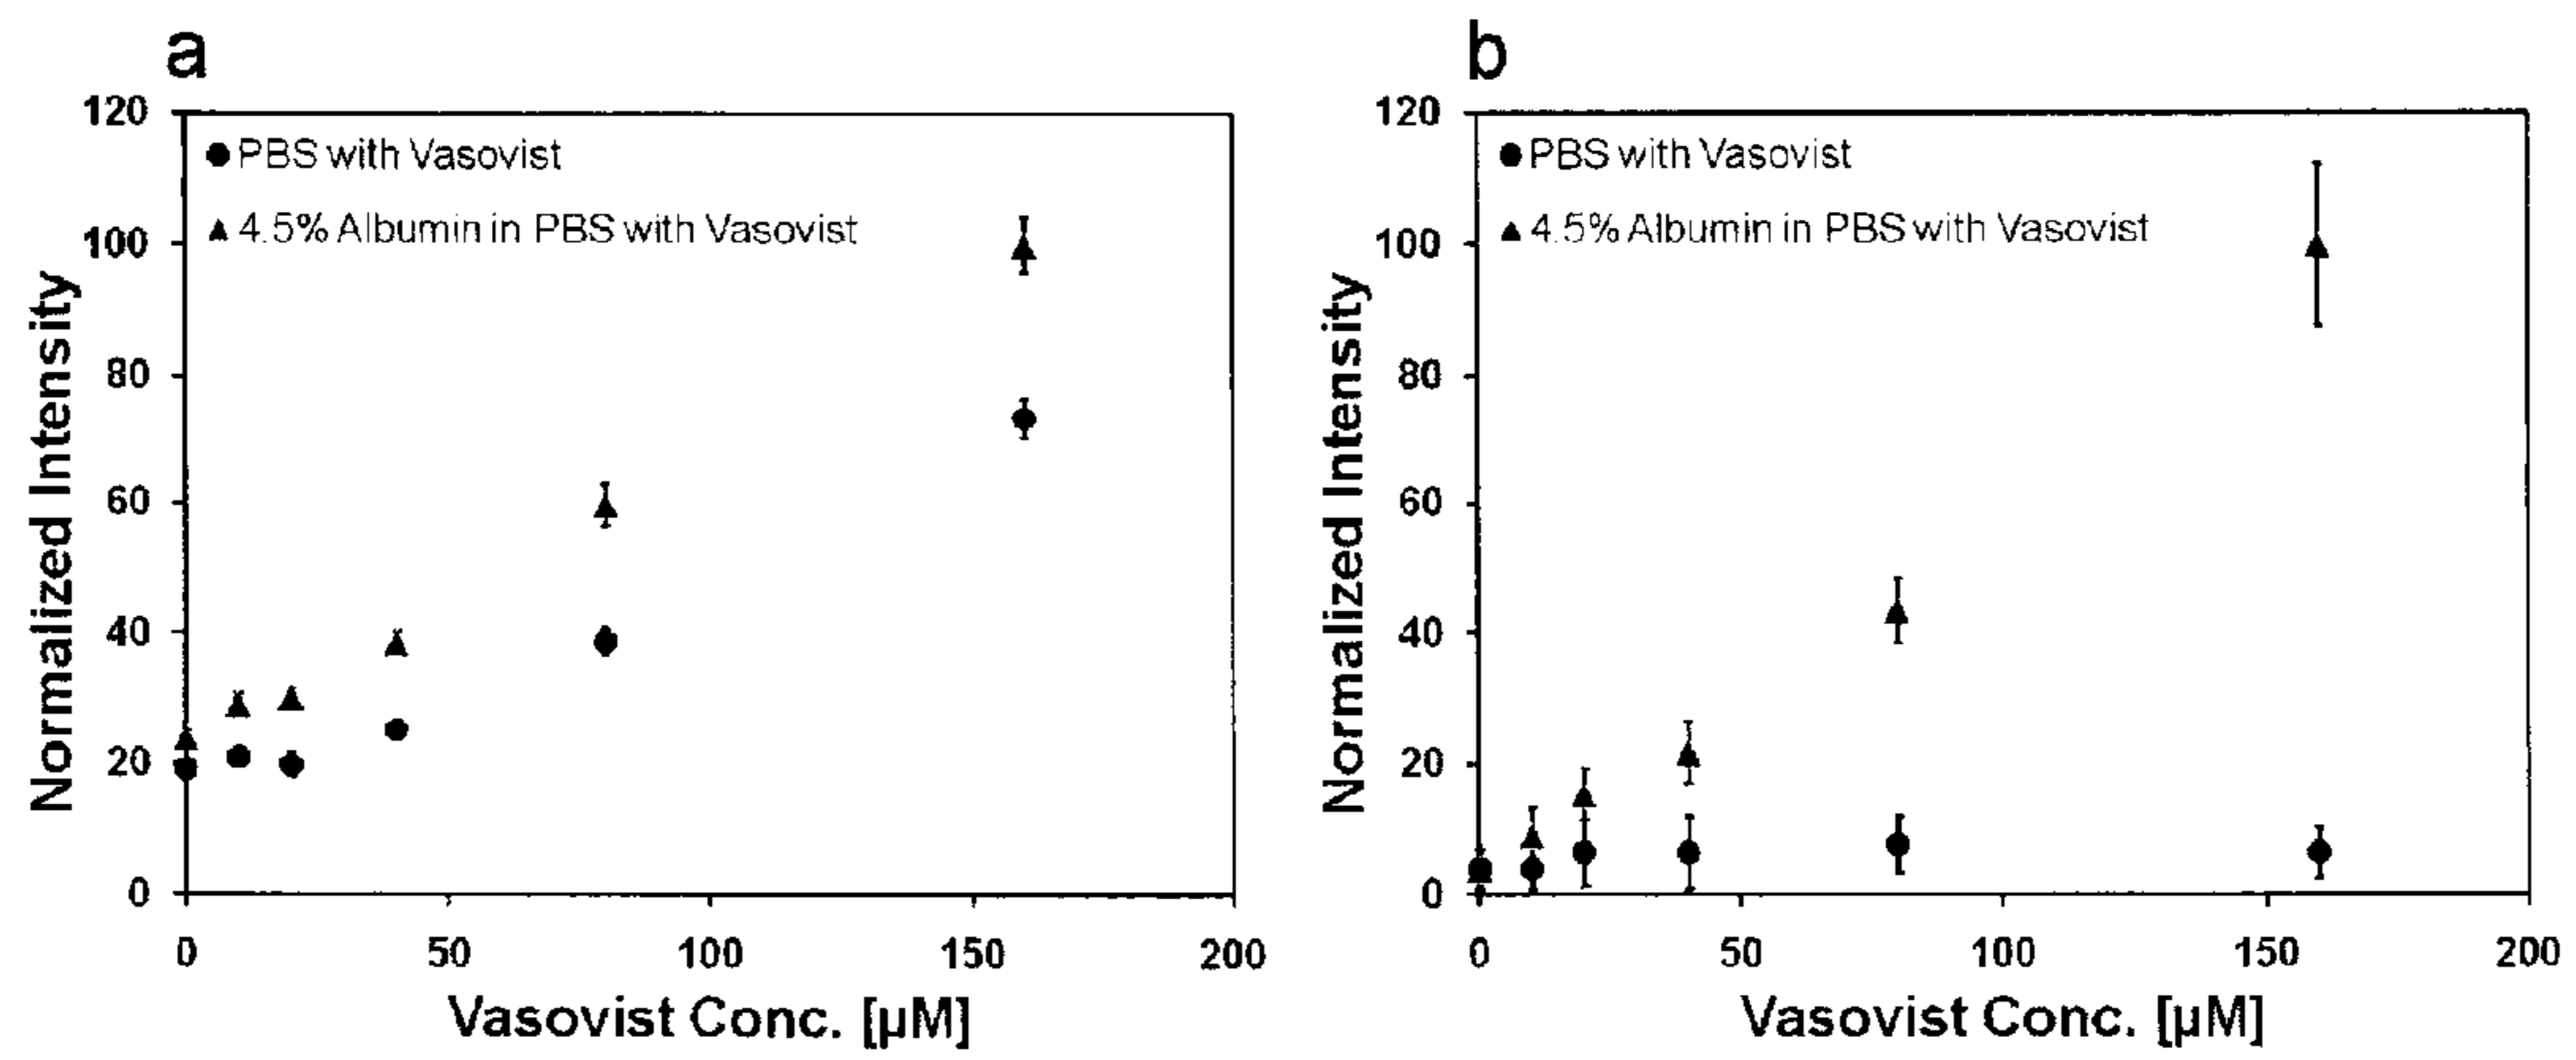 a
120
100
80
60
40
20
0
Normalized Intensity
PBS with Vasovist
4.5% Albumin in PBS with Vasovist
0 50 100 150 200
Vasovist Conc. [µM]
b
120
100
80
60
40
20
0
Normalized Intensity
PBS with Vasovist
4.5% Albumin in PBS with Vasovist
0 50 100 150 200
Vasovist Conc. [µM]